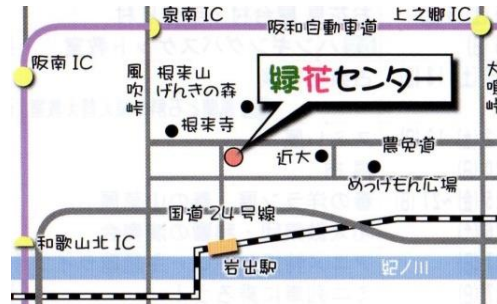 泉南IC
阪和自動車道
上之郷IC
阪南IC
風吹峠
根来山
げんきの森
緑花センター
大鳴峠
根来寺
近大
農免道
めっけもん広場
国道24号線
和歌山北IC
岩出駅
紀ノ川